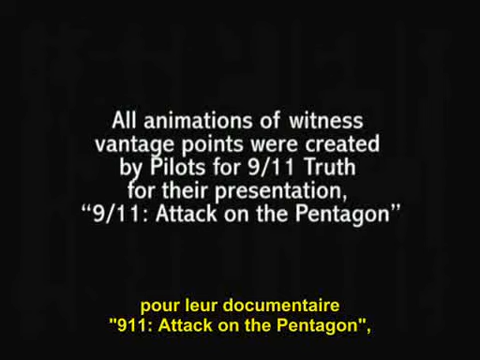 All animations of witness
vantage points were created
by Pilots for 9/11 Truth
for their presentation,
“9/11: Attack on the Pentagon”
pour leur documentaire
"911: Attack on the Pentagon",